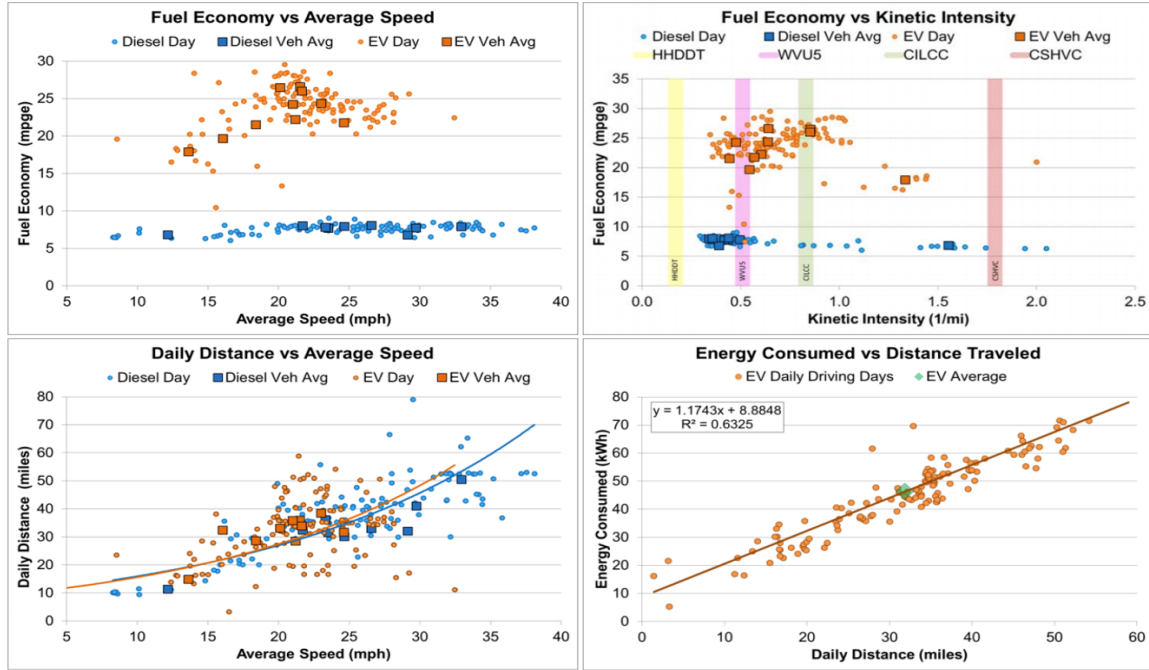 Fuel Economy vs Average Speed
Diesel Day Diesel Veh Avg EV Day EV Veh Avg
Fuel Economy (mpge)
30
25
20
15
10
5
0
5 10 15 20 25 30 35 40
Average Speed (mph)
Fuel Economy vs Kinetic Intensity
Diesel Day Diesel Veh Avg EV Day EV Veh Avg
HHDDT WVU5 CILCC CSHVC
Fuel Economy (mpge)
35
30
25
20
15
10
5
0
HHDDT WVU5 CILCC CSHVC
0.0 0.5 1.0 1.5 2.0 2.5
Kinetic Intensity (1/mi)
Daily Distance vs Average Speed
Diesel Day Diesel Veh Avg EV Day EV Veh Avg
Daily Distance (miles)
80
70
60
50
40
30
20
10
0
5 10 15 20 25 30 35 40
Average Speed (mph)
Energy Consumed vs Distance Traveled
EV Daily Driving Days EV Average
y = 1.1743x + 8.8848
R² = 0.6325
Energy Consumed (kWh)
80
70
60
50
40
30
20
10
0
0 10 20 30 40 50 60
Daily Distance (miles)